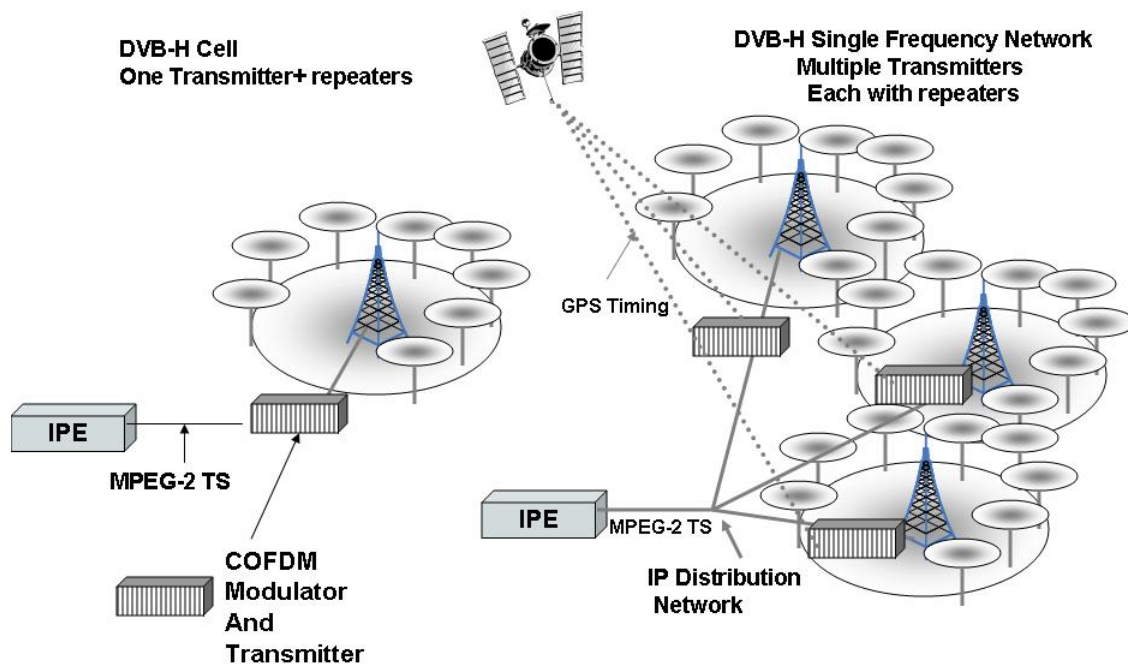 DVB-H Cell
One Transmitter+ repeaters
DVB-H Single Frequency Network
Multiple Transmitters
Each with repeaters
GPS Timing
IPE
MPEG-2 TS
IPE
MPEG-2 TS
IP Distribution
Network
COFDM
Modulator
And
Transmitter